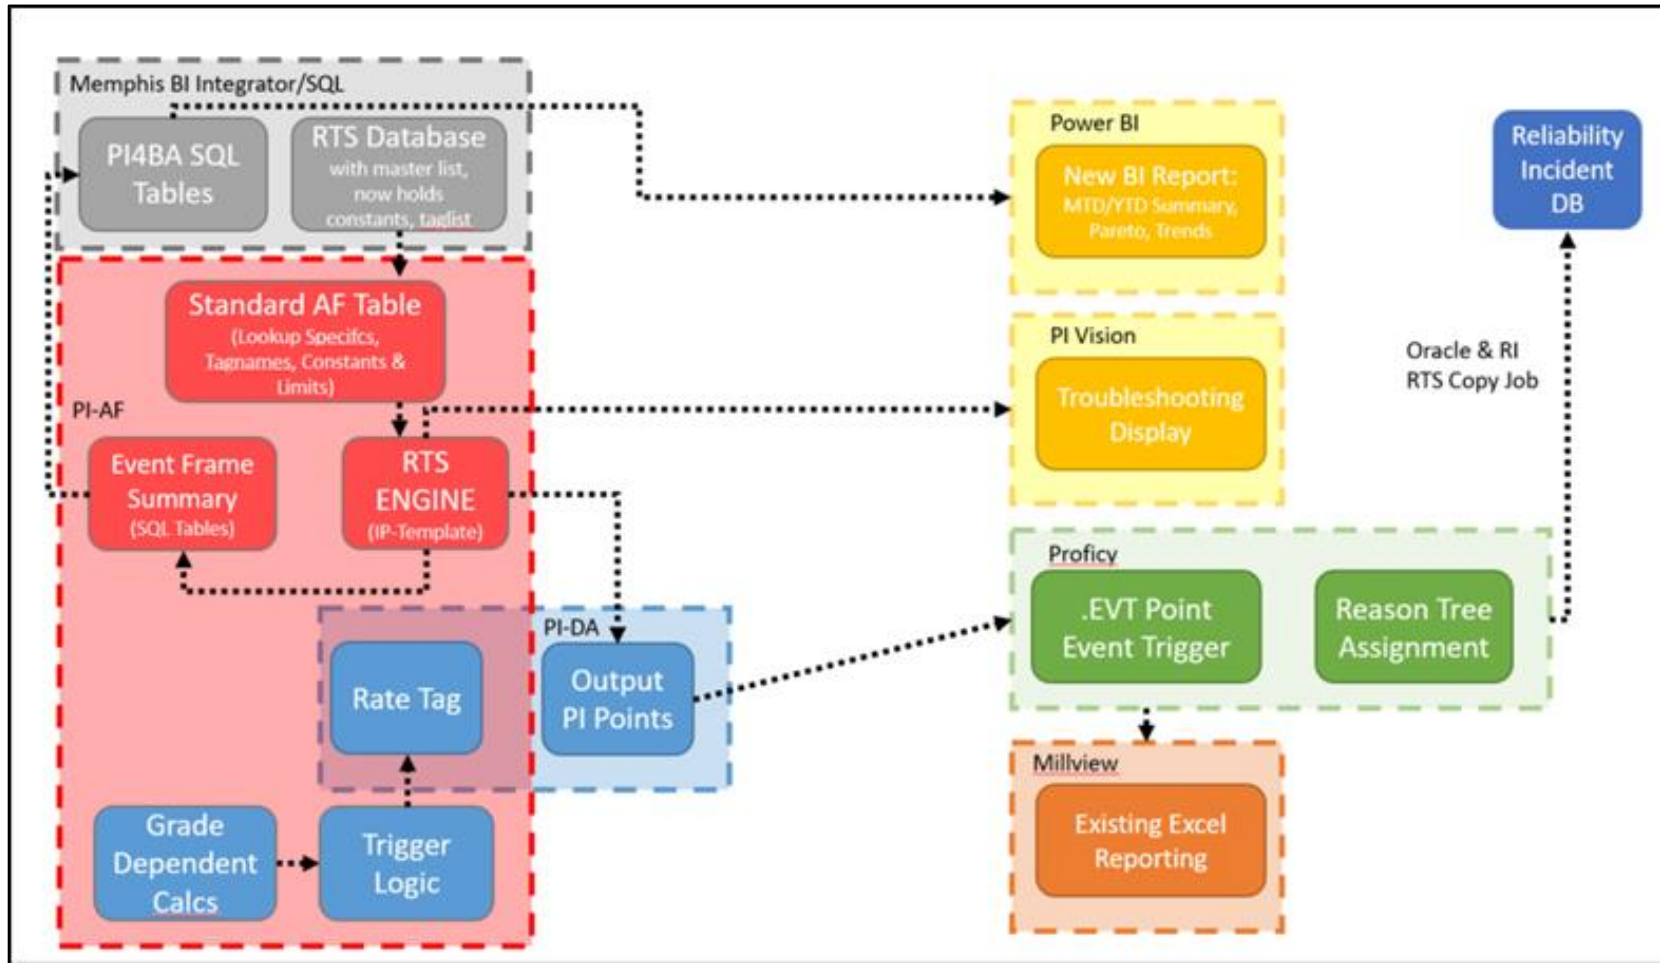 Memphis BI Integrator/SQL
PI4BA SQL
Tables
RTS Database
with master list,
now holds
constants, taglist
Standard AF Table
(Lookup Specifcs,
Tagnames, Constants &
Limits)
PI-AF
Event Frame
Summary
(SQL Tables)
RTS
ENGINE
(IP-Template)
PI-DA
Rate Tag
Output
PI Points
Grade
Dependent
Calcs
Trigger
Logic
Power BI
New BI Report:
MTD/YTD Summary,
Pareto, Trends
PI Vision
Troubleshooting
Display
Proficy
.EVT Point
Event Trigger
Reason Tree
Assignment
Millview
Existing Excel
Reporting
Reliability
Incident
DB
Oracle & RI
RTS Copy Job